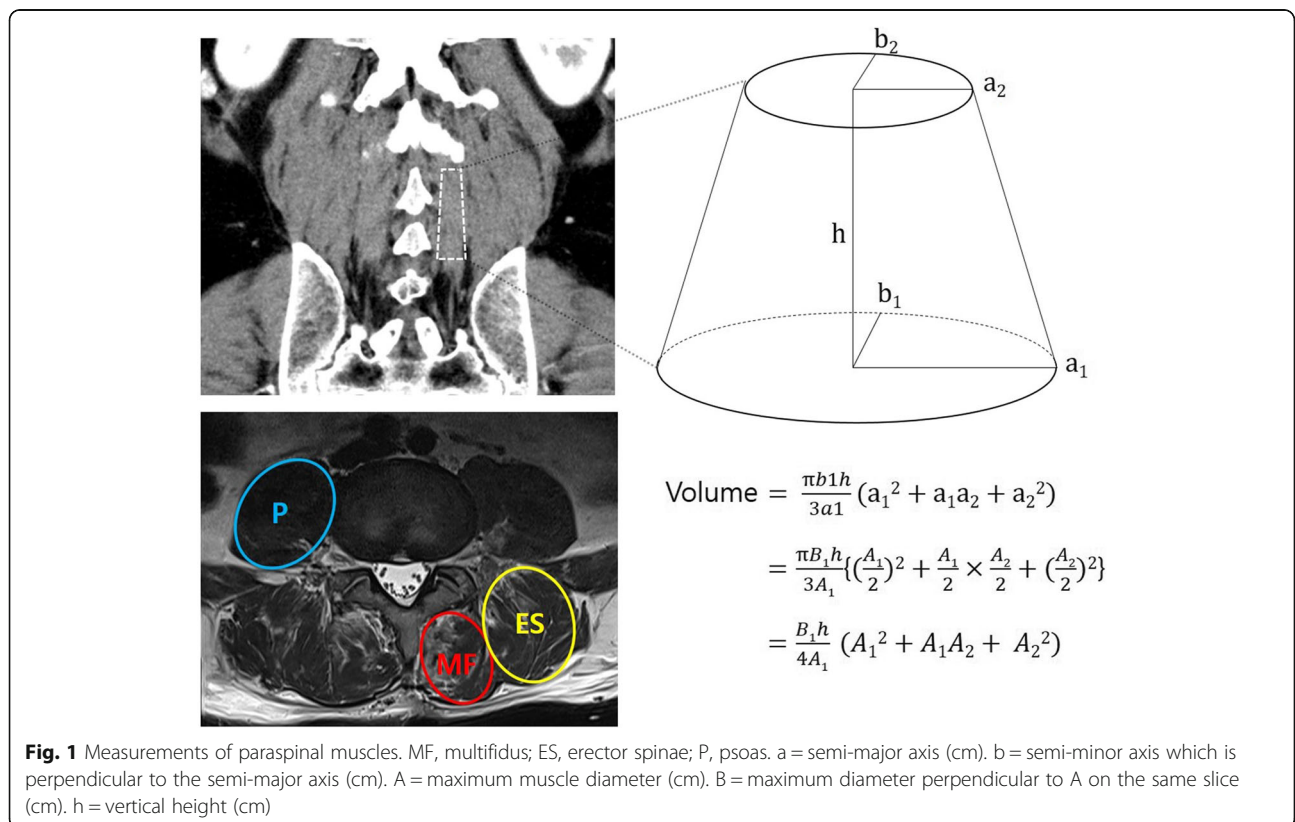 b₂
a₂
h
b₁
a₁
P
ES
MF
Volume = πb1h/3a1 (a₁² + a₁a₂ + a₂²)
= πB₁h/3A₁ {(A₁/2)² + A₁/2 × A₂/2 + (A₂/2)²}
= B₁h/4A₁ (A₁² + A₁A₂ + A₂²)
Fig. 1 Measurements of paraspinal muscles. MF, multifidus; ES, erector spinae; P, psoas. a = semi-major axis (cm). b = semi-minor axis which is
perpendicular to the semi-major axis (cm). A = maximum muscle diameter (cm). B = maximum diameter perpendicular to A on the same slice
(cm). h = vertical height (cm)